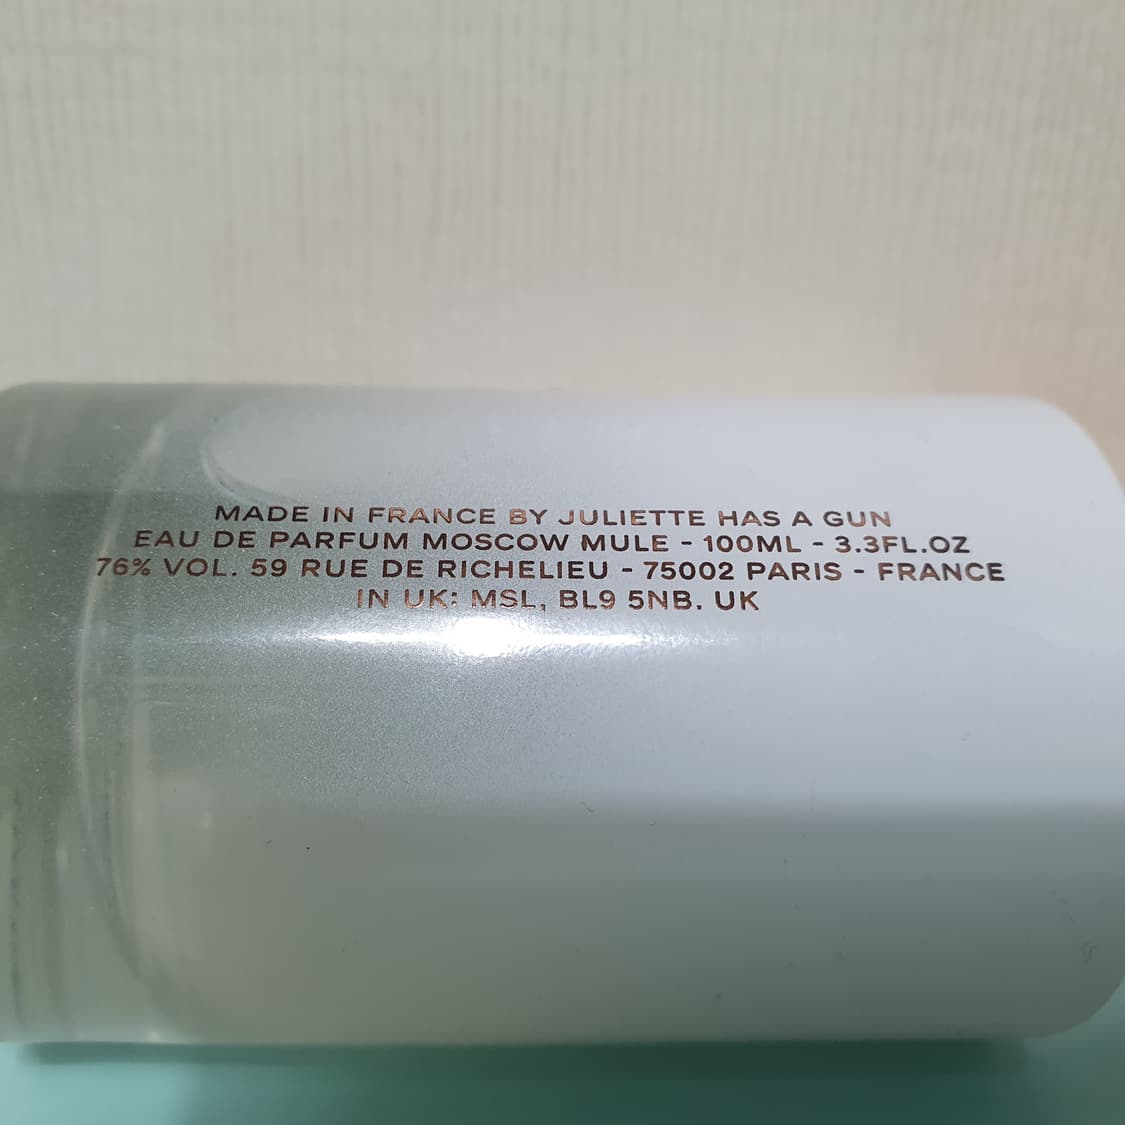 MADE IN FRANCE BY JULIETTE HAS A GUN
EAU DE PARFUM MOSCOW MULE - 100ML - 3.3FL.OZ
76% VOL. 59 RUE DE RICHELIEU - 75002 PARIS - FRANCE
IN UK: MSL, BL9 5NB. UK